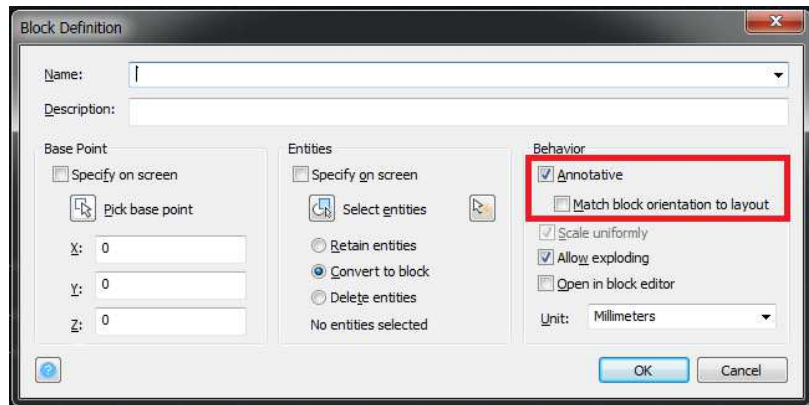 Block Definition
Name:
Description:
Base Point
Specify on screen
Pick base point
X: 0
Y: 0
Z: 0
Entities
Specify on screen
Select entities
Retain entities
Convert to block
Delete entities
No entities selected
Behavior
Annotative
Match block orientation to layout
Scale uniformly
Allow exploding
Open in block editor
Unit: Millimeters
OK Cancel